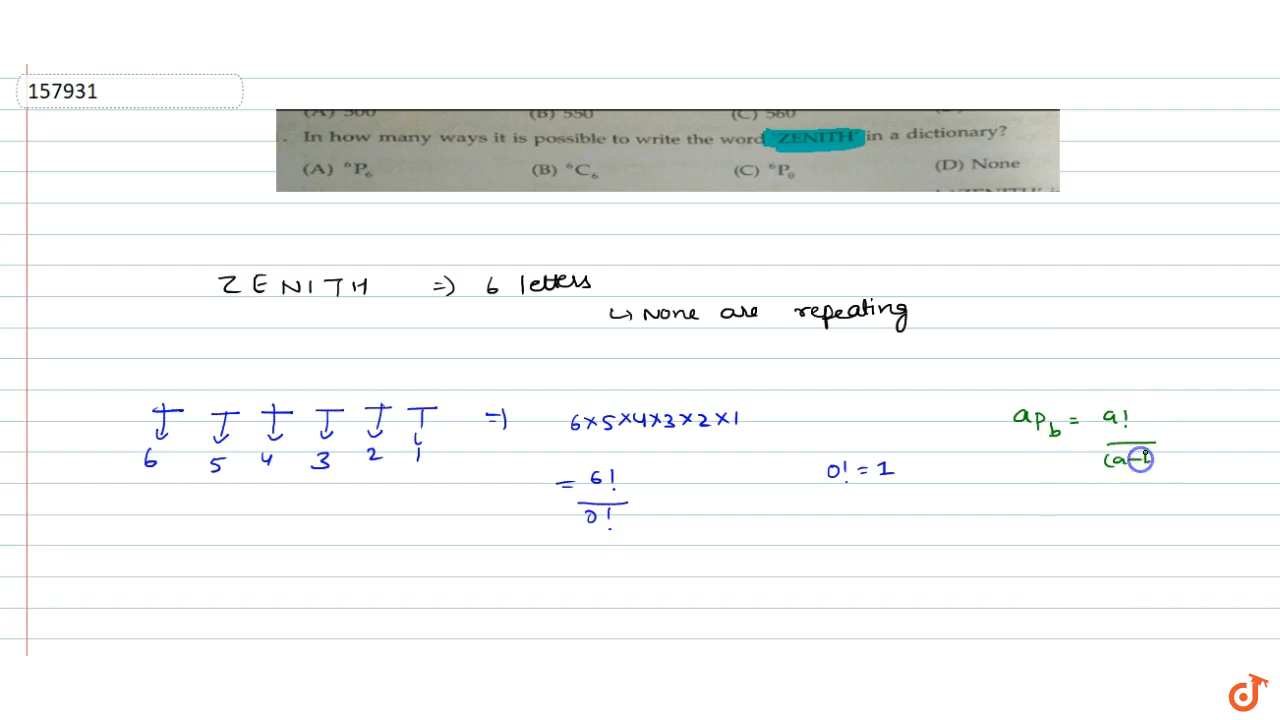 157931
(B) 550 (C) 560
. In how many ways it is possible to write the word 'ZENITH' in a dictionary?
(A) ⁶P₆ (B) ⁶C₆ (C) ⁶P₀ (D) None
ZENITH => 6 letters
↳ None are repeating
6 5 4 3 2 1 => 6×5×4×3×2×1
= 6!/0!
0! = 1
aPb = a!/(a-